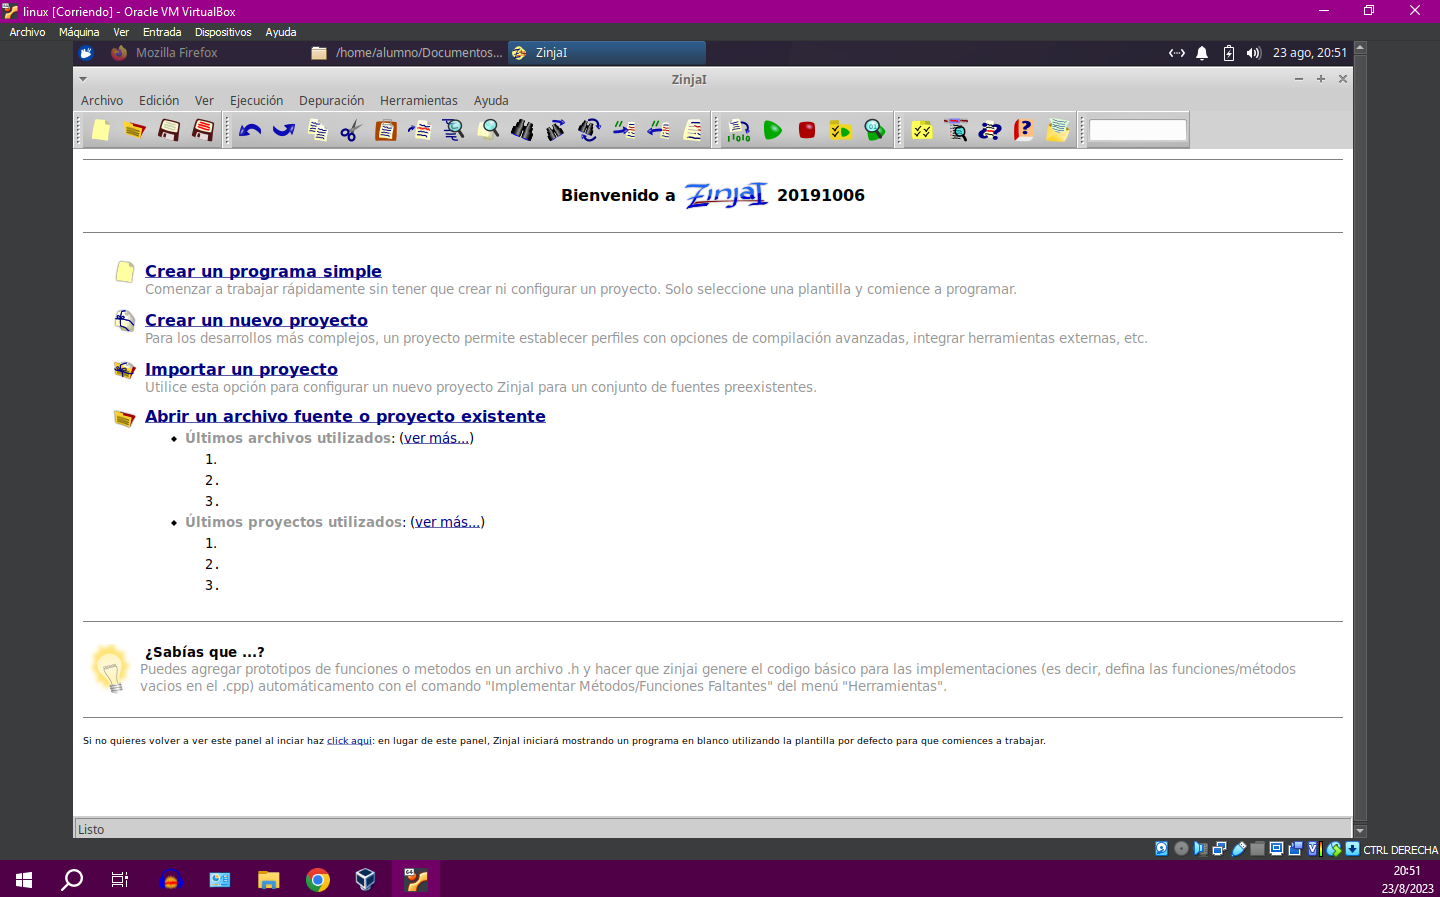 linux [Corriendo] - Oracle VM VirtualBox
Archivo Máquina Ver Entrada Dispositivos Ayuda
Mozilla Firefox /home/alumno/Documentos... ZinjaI 23 ago, 20:51
ZinjaI
Archivo Edición Ver Ejecución Depuración Herramientas Ayuda
Bienvenido a ZinjaI 20191006
Crear un programa simple
Comenzar a trabajar rápidamente sin tener que crear ni configurar un proyecto. Solo seleccione una plantilla y comience a programar.
Crear un nuevo proyecto
Para los desarrollos más complejos, un proyecto permite establecer perfiles con opciones de compilación avanzadas, integrar herramientas externas, etc.
Importar un proyecto
Utilice esta opción para configurar un nuevo proyecto ZinjaI para un conjunto de fuentes preexistentes.
Abrir un archivo fuente o proyecto existente
Últimos archivos utilizados: (ver más...)
1.
2.
3.
Últimos proyectos utilizados: (ver más...)
1.
2.
3.
¿Sabías que ...?
Puedes agregar prototipos de funciones o metodos en un archivo .h y hacer que zinjai genere el codigo básico para las implementaciones (es decir, defina las funciones/métodos
vacios en el .cpp) automáticamento con el comando "Implementar Métodos/Funciones Faltantes" del menú "Herramientas".
Si no quieres volver a ver este panel al inciar haz click aqui: en lugar de este panel, ZinjaI iniciará mostrando un programa en blanco utilizando la plantilla por defecto para que comiences a trabajar.
Listo
CTRL DERECHA
20:51
23/8/2023